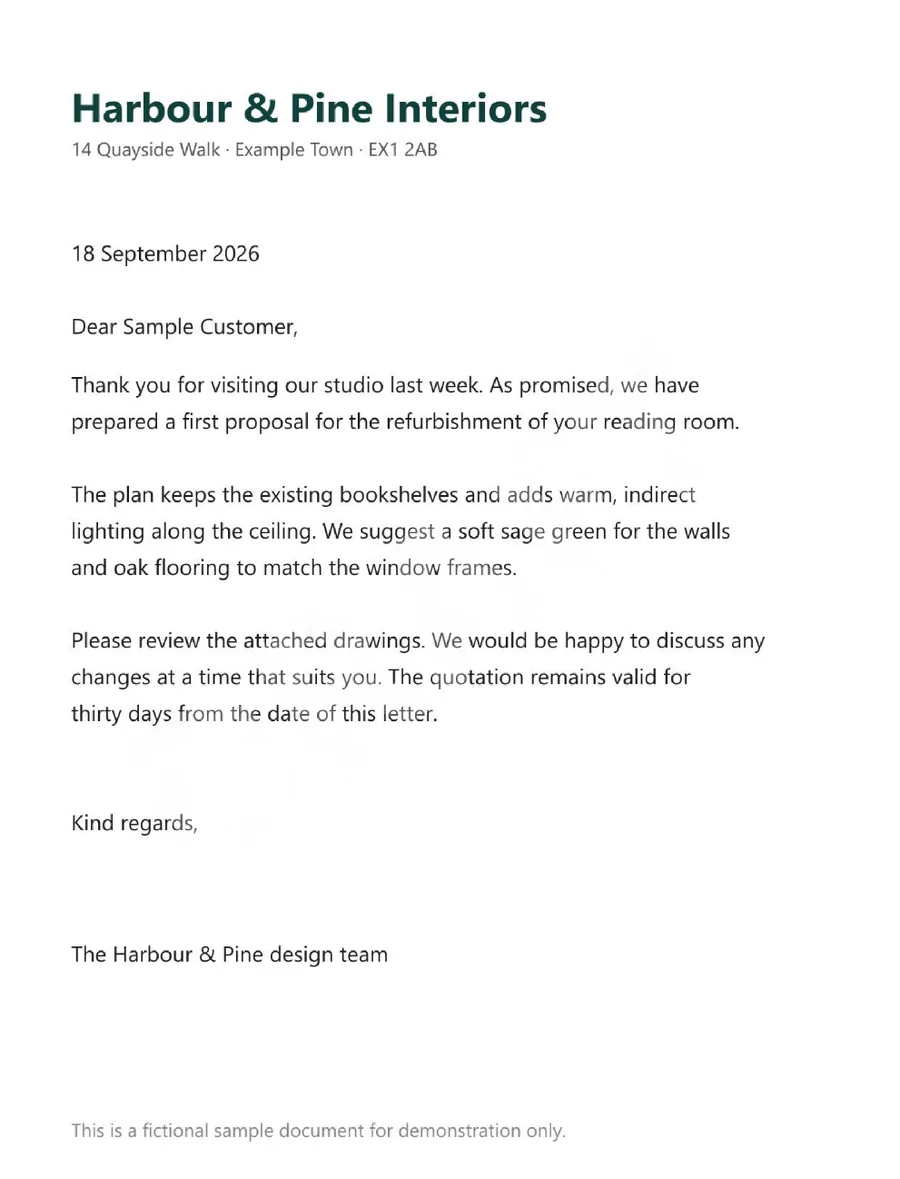 Harbour & Pine Interiors
14 Quayside Walk · Example Town · EX1 2AB
18 September 2026
Dear Sample Customer,
Thank you for visiting our studio last week. As promised, we have
prepared a first proposal for the refurbishment of your reading room.
The plan keeps the existing bookshelves and adds warm, indirect
lighting along the ceiling. We suggest a soft sage green for the walls
and oak flooring to match the window frames.
Please review the attached drawings. We would be happy to discuss any
changes at a time that suits you. The quotation remains valid for
thirty days from the date of this letter.
Kind regards,
The Harbour & Pine design team
This is a fictional sample document for demonstration only.